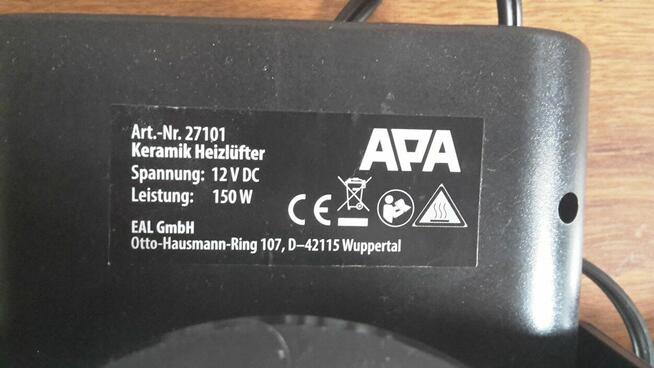 Art.-Nr. 27101
Keramik Heizlüfter
Spannung: 12 V DC
Leistung: 150 W
EAL GmbH
Otto-Hausmann-Ring 107, D–42115 Wuppertal
APA
CE